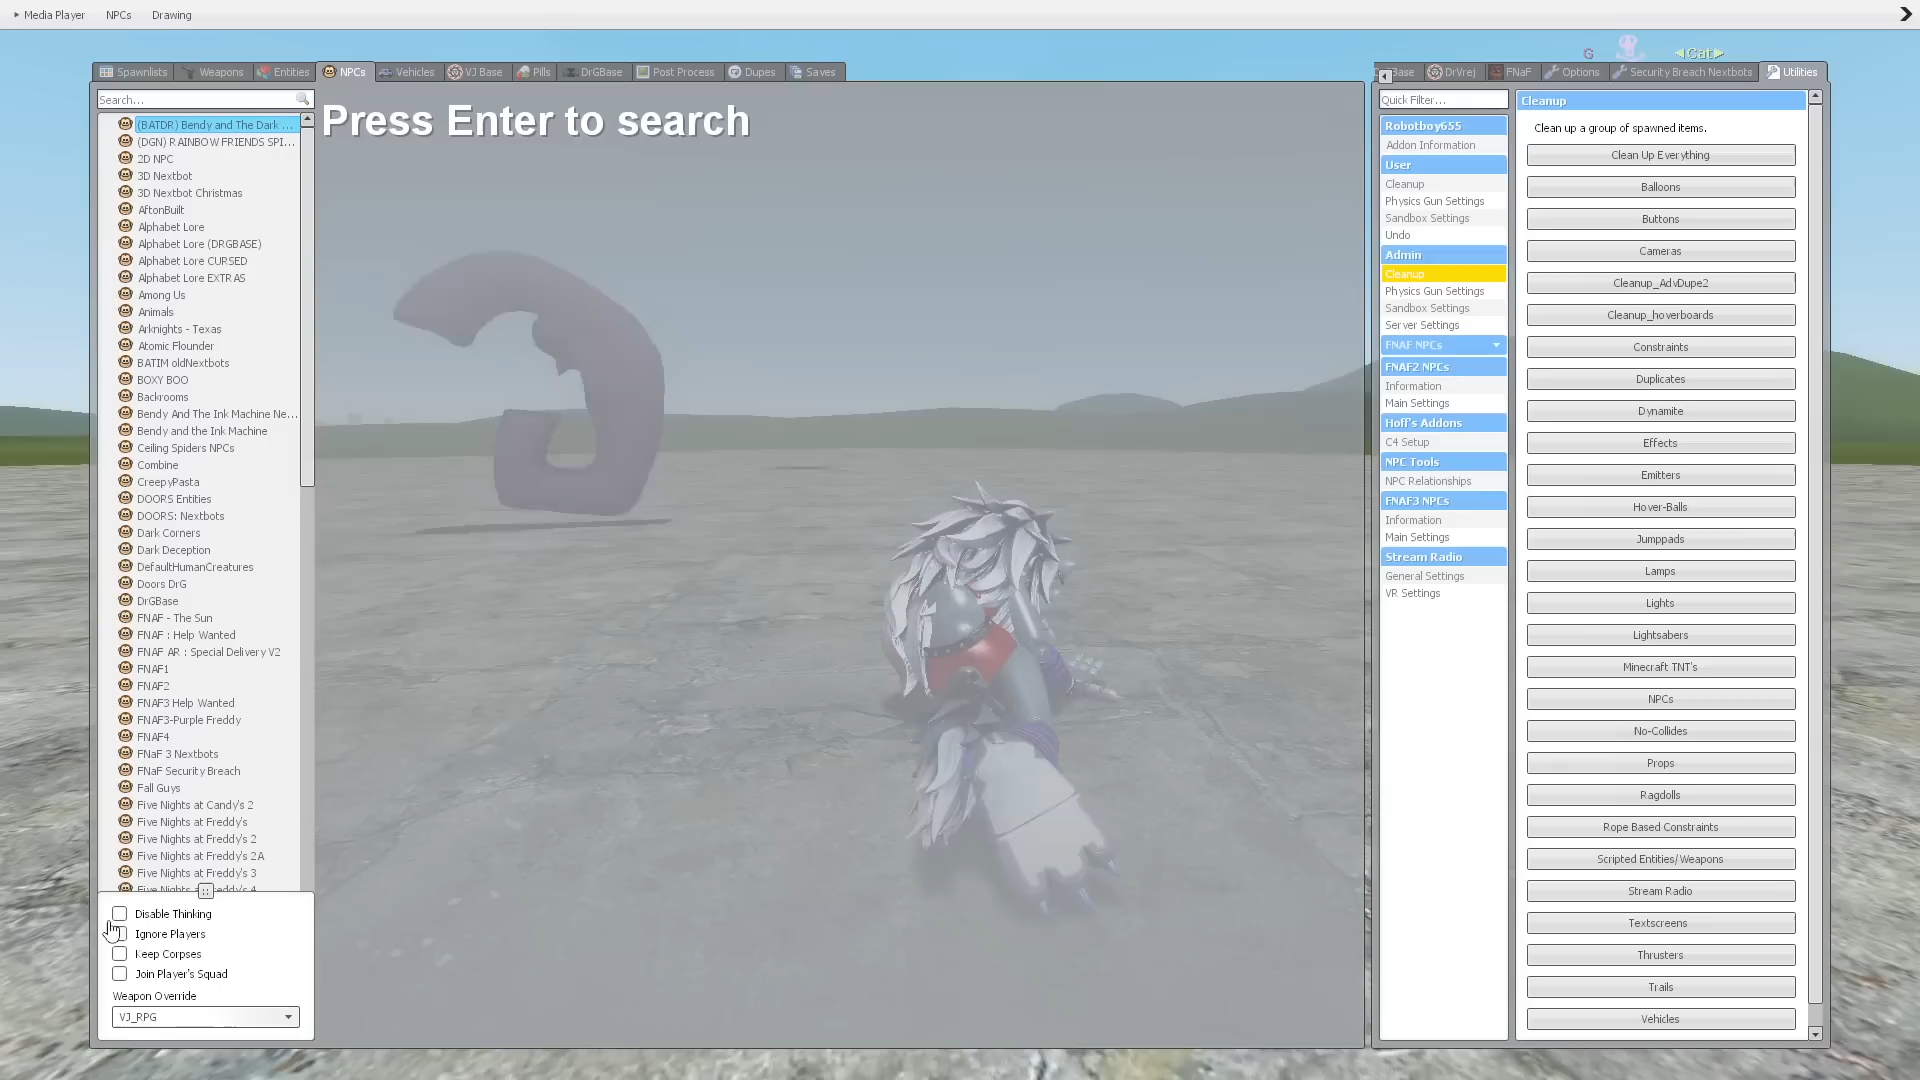 Media Player NPCs Drawing
G Cat
Spawnlists Weapons Entities NPCs Vehicles VJ Base Pills DrGBase Post Process Dupes Saves
Base DrVrej FNaF Options Security Breach Nextbots Utilities
Search...
Press Enter to search
(BATDR) Bendy and The Dark ...
(DGN) RAINBOW FRIENDS SPI...
2D NPC
3D Nextbot
3D Nextbot Christmas
AftonBuilt
Alphabet Lore
Alphabet Lore (DRGBASE)
Alphabet Lore CURSED
Alphabet Lore EXTRAS
Among Us
Animals
Arknights - Texas
Atomic Flounder
BATIM oldNextbots
BOXY BOO
Backrooms
Bendy And The Ink Machine Ne...
Bendy and the Ink Machine
Ceiling Spiders NPCs
Combine
CreepyPasta
DOORS Entities
DOORS: Nextbots
Dark Corners
Dark Deception
DefaultHumanCreatures
Doors DrG
DrGBase
FNAF - The Sun
FNAF : Help Wanted
FNAF AR : Special Delivery V2
FNAF1
FNAF2
FNAF3 Help Wanted
FNAF3-Purple Freddy
FNAF4
FNaF 3 Nextbots
FNaF Security Breach
Fall Guys
Five Nights at Candy's 2
Five Nights at Freddy's
Five Nights at Freddy's 2
Five Nights at Freddy's 2A
Five Nights at Freddy's 3
Five Nights at Freddy's 4
Disable Thinking
Ignore Players
Keep Corpses
Join Player's Squad
Weapon Override
VJ_RPG
Quick Filter...
Robotboy655
Addon Information
User
Cleanup
Physics Gun Settings
Sandbox Settings
Undo
Admin
Cleanup
Physics Gun Settings
Sandbox Settings
Server Settings
FNAF NPCs
FNAF2 NPCs
Information
Main Settings
Hoff's Addons
C4 Setup
NPC Tools
NPC Relationships
FNAF3 NPCs
Information
Main Settings
Stream Radio
General Settings
VR Settings
Cleanup
Clean up a group of spawned items.
Clean Up Everything
Balloons
Buttons
Cameras
Cleanup_AdvDupe2
Cleanup_hoverboards
Constraints
Duplicates
Dynamite
Effects
Emitters
Hover-Balls
Jumppads
Lamps
Lights
Lightsabers
Minecraft TNT's
NPCs
No-Collides
Props
Ragdolls
Rope Based Constraints
Scripted Entities/Weapons
Stream Radio
Textscreens
Thrusters
Trails
Vehicles